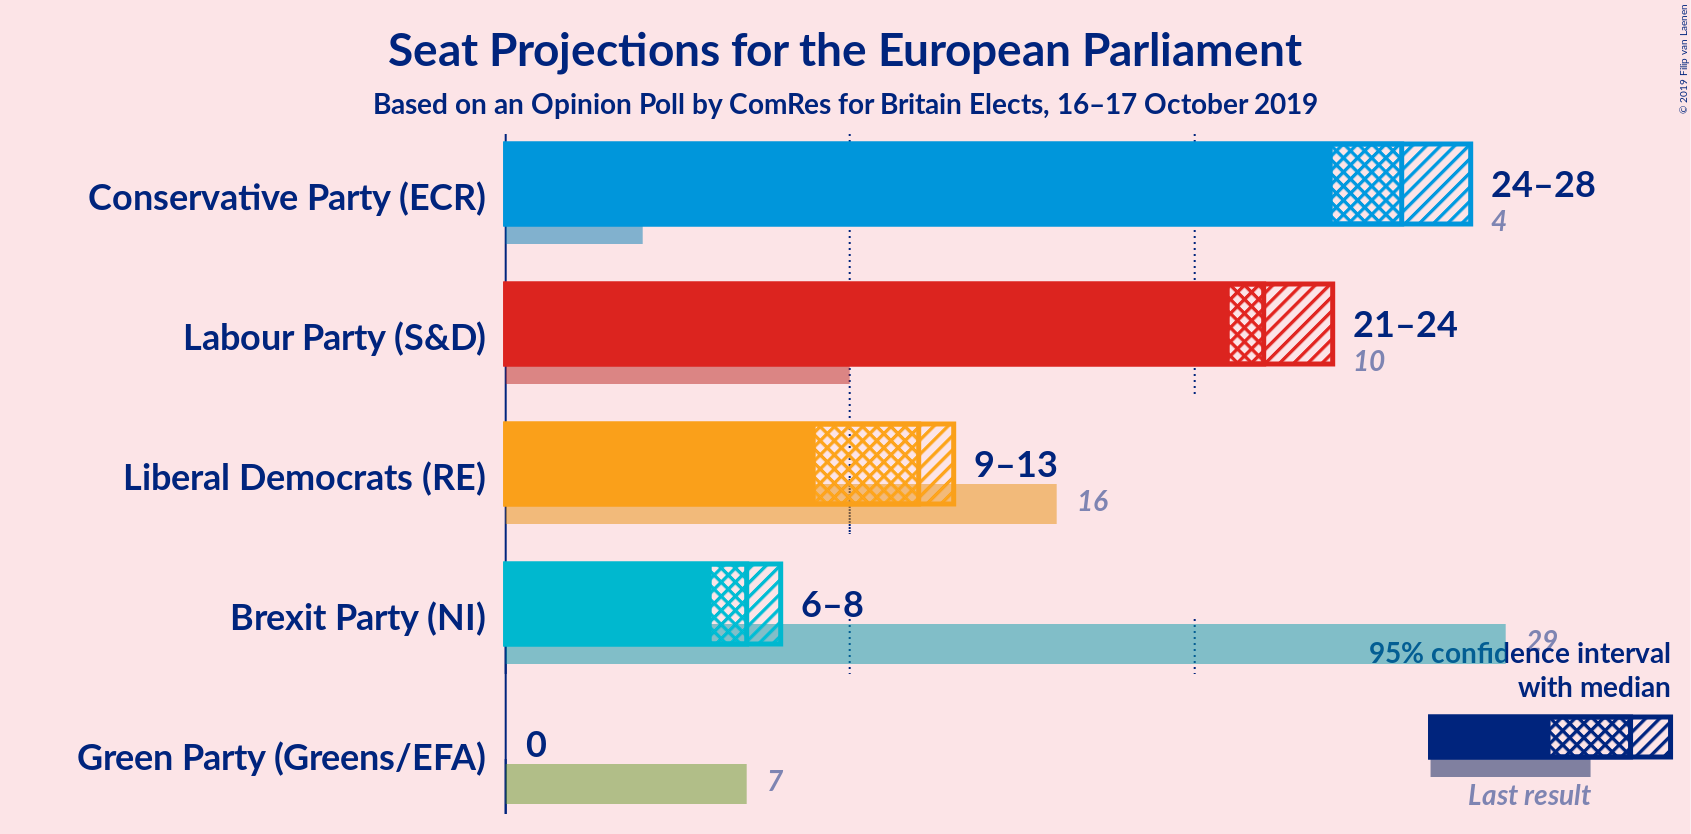 Seat Projections for the European Parliament
Based on an Opinion Poll by ComRes for Britain Elects, 16–17 October 2019
© 2019 Filip van Laenen
Conservative Party (ECR)
24–28
4
Labour Party (S&D)
21–24
10
Liberal Democrats (RE)
9–13
16
Brexit Party (NI)
6–8
29
95% confidence interval
with median
Last result
Green Party (Greens/EFA)
0
7